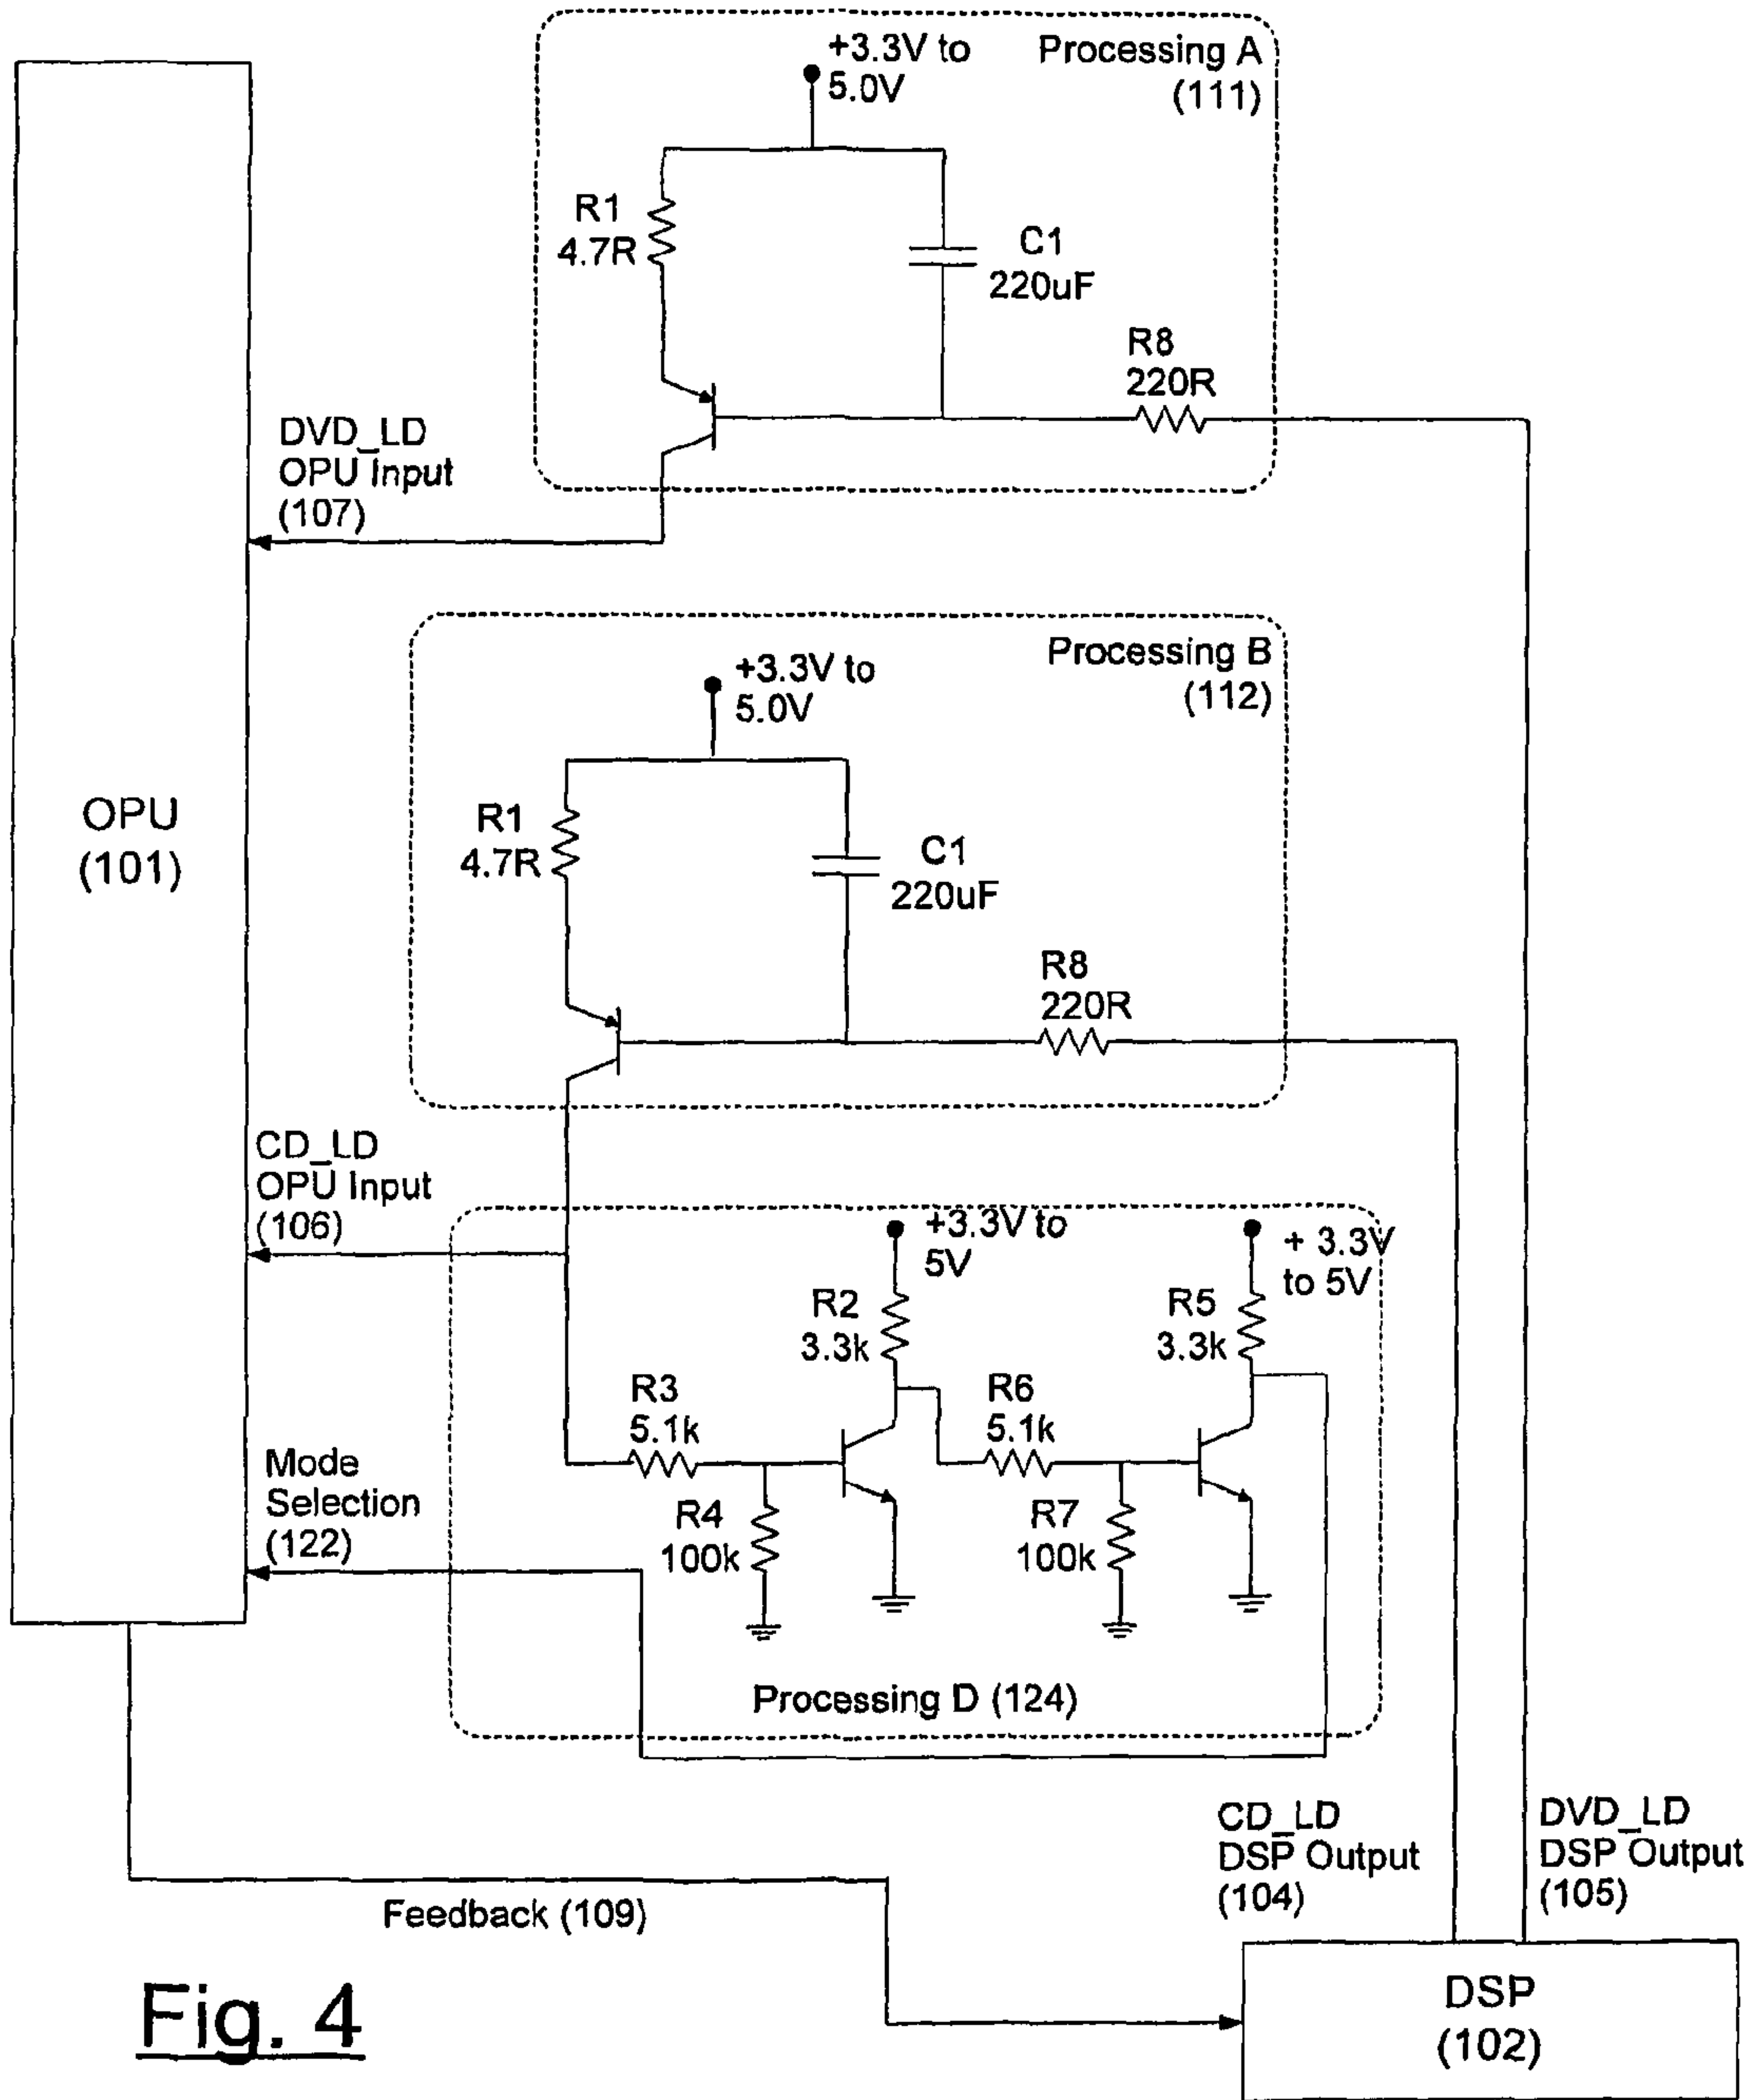 +3.3V to
5.0V
Processing A
(111)
R1
4.7R
C1
220uF
R8
220R
DVD_LD
OPU Input
(107)
Processing B
(112)
+3.3V to
5.0V
OPU
(101)
R1
4.7R
C1
220uF
R8
220R
CD_LD
OPU Input
(106)
+3.3V to
5V
+ 3.3V
to 5V
R2
3.3k
R5
3.3k
R3
5.1k
R6
5.1k
Mode
Selection
(122)
R4
100k
R7
100k
Processing D (124)
CD_LD
DSP Output
(104)
DVD_LD
DSP Output
(105)
Feedback (109)
DSP
(102)
Fig. 4